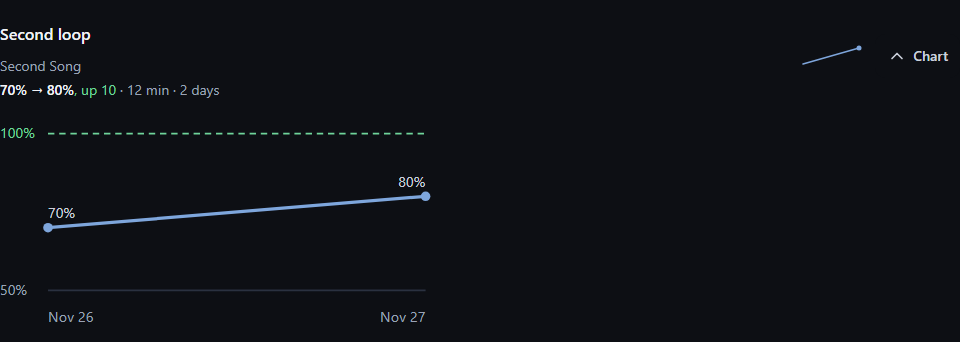 Second loop
Chart
Second Song
70% → 80%, up 10 · 12 min · 2 days
100%
80%
70%
50%
Nov 26
Nov 27